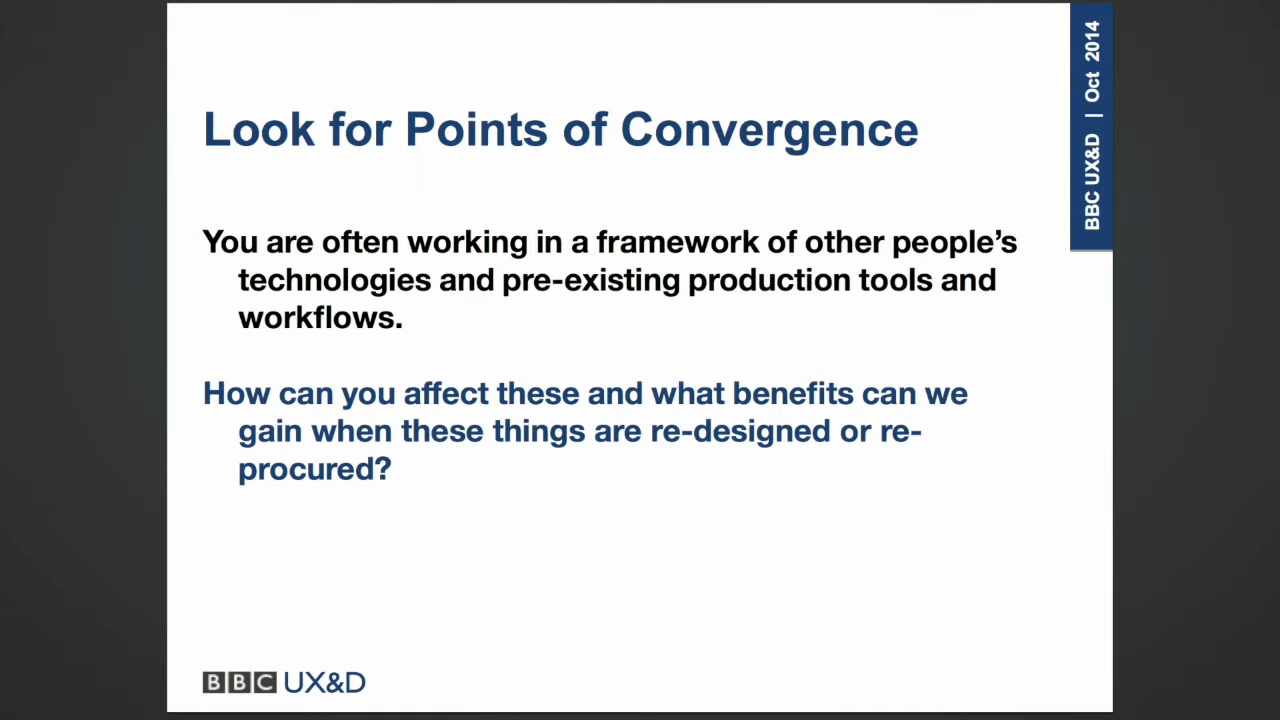 Look for Points of Convergence
BBC UX&D | Oct 2014
You are often working in a framework of other people’s
technologies and pre-existing production tools and
workflows.
How can you affect these and what benefits can we
gain when these things are re-designed or re-
procured?
BBC UX&D